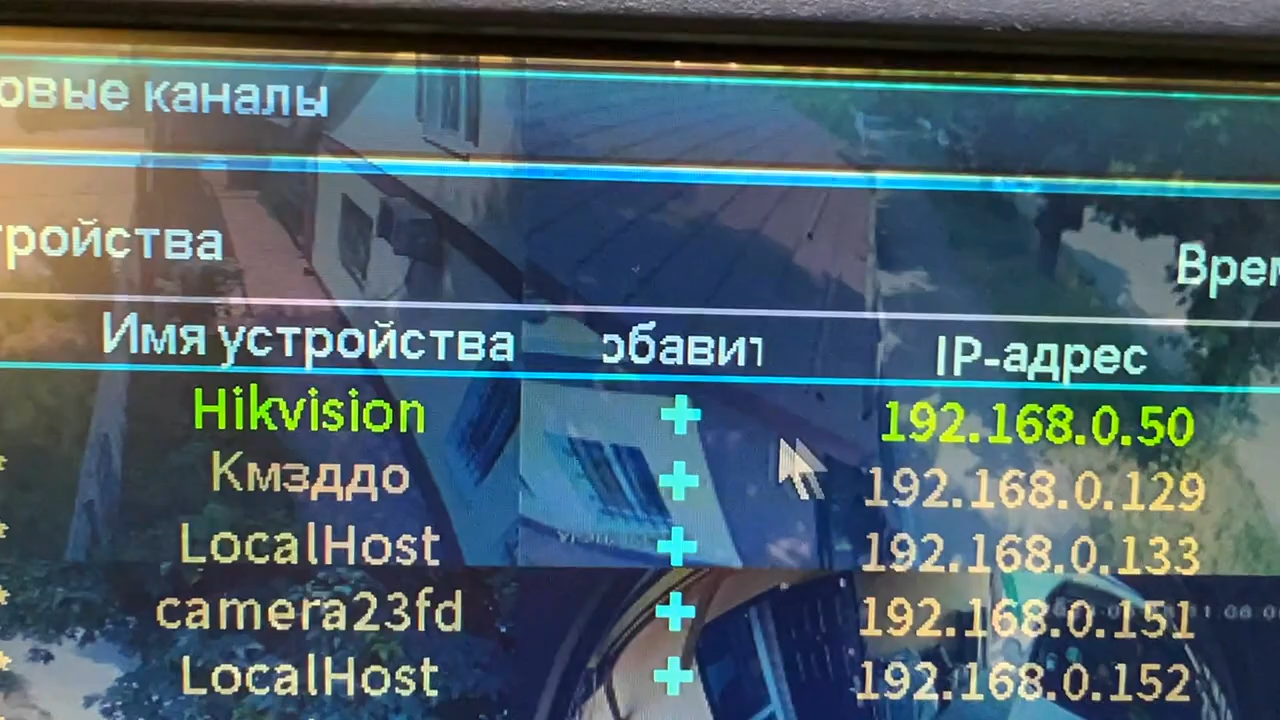 овые каналы
тройства Врем
Имя устройства обавит IP-адрес
Hikvision + 192.168.0.50
Кмзддо + 192.168.0.129
* LocalHost + 192.168.0.133
* camera23fd + 192.168.0.151
* LocalHost + 192.168.0.152